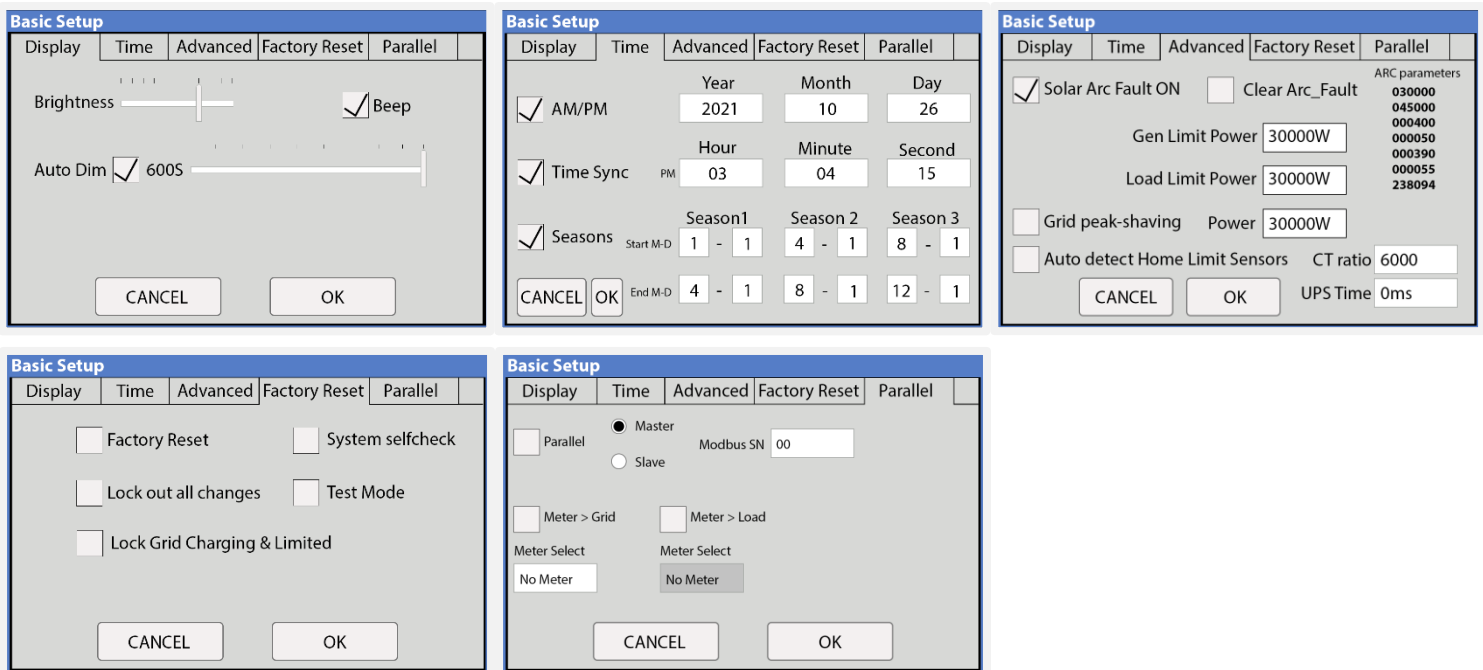 Basic Setup
Display Time Advanced Factory Reset Parallel
Brightness
Beep
Auto Dim 600S
CANCEL OK
Basic Setup
Display Time Advanced Factory Reset Parallel
Year Month Day
AM/PM 2021 10 26
Hour Minute Second
Time Sync PM 03 04 15
Season1 Season 2 Season 3
Seasons Start M-D 1 - 1 4 - 1 8 - 1
CANCEL OK End M-D 4 - 1 8 - 1 12 - 1
Basic Setup
Display Time Advanced Factory Reset Parallel
Solar Arc Fault ON Clear Arc_Fault
ARC parameters
030000
045000
000400
000050
000390
000055
238094
Gen Limit Power 30000W
Load Limit Power 30000W
Grid peak-shaving Power 30000W
Auto detect Home Limit Sensors CT ratio 6000
CANCEL OK UPS Time 0ms
Basic Setup
Display Time Advanced Factory Reset Parallel
Factory Reset System selfcheck
Lock out all changes Test Mode
Lock Grid Charging & Limited
CANCEL OK
Basic Setup
Display Time Advanced Factory Reset Parallel
Parallel Master
Modbus SN 00
Slave
Meter > Grid Meter > Load
Meter Select Meter Select
No Meter No Meter
CANCEL OK